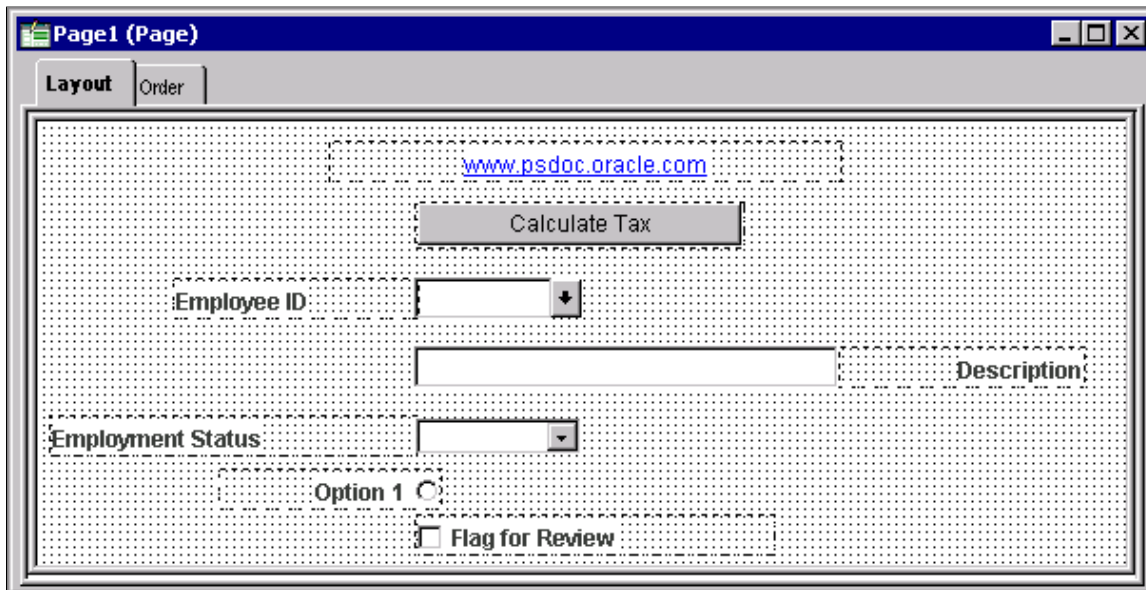 Page1 (Page)
Layout Order
www.psdoc.oracle.com
Calculate Tax
Employee ID
Description
Employment Status
Option 1
Flag for Review